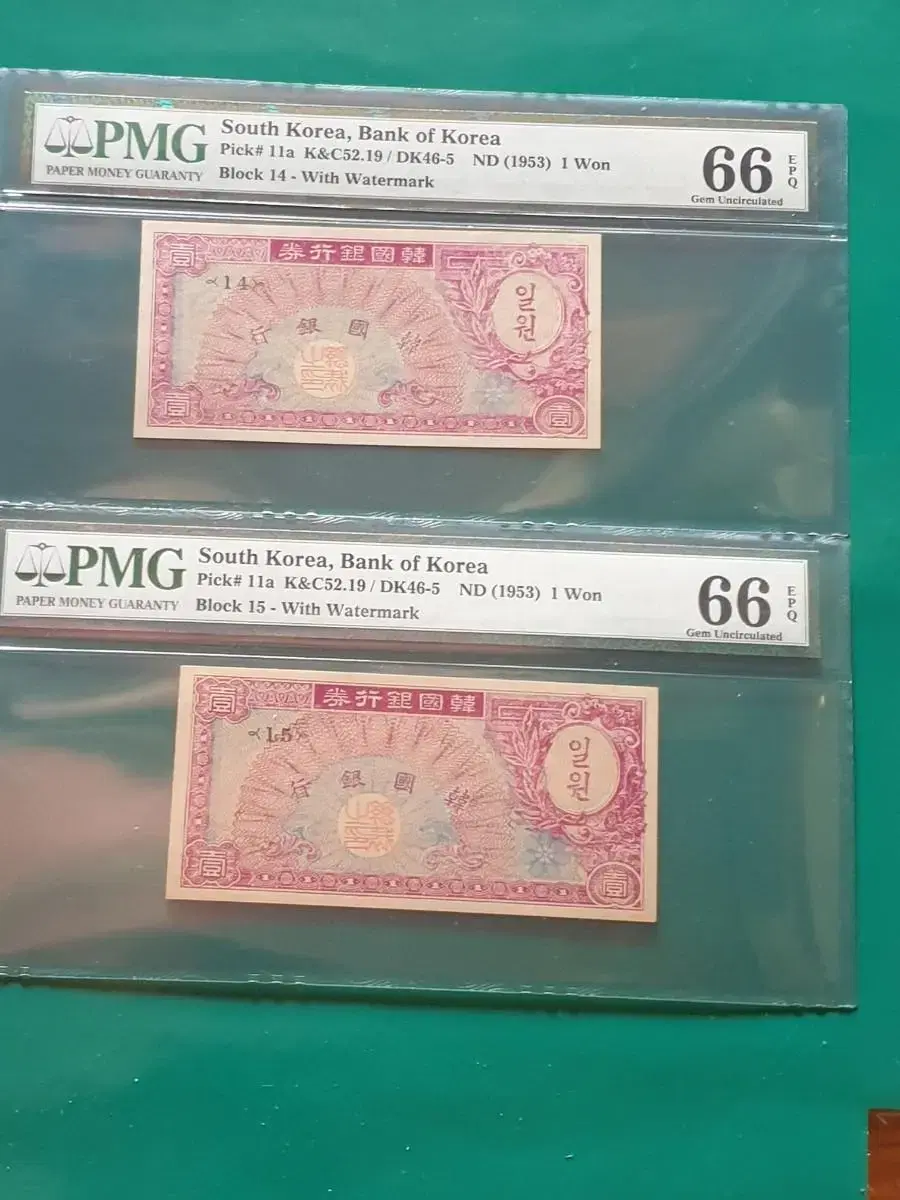 PMG
PAPER MONEY GUARANTY
South Korea, Bank of Korea
Pick# 11a K&C52.19 / DK46-5 ND (1953) 1 Won
Block 14 - With Watermark
66
EPQ
Gem Uncirculated
券行銀國韓
壹
14
일원
行銀國韓
壹
壹
PMG
PAPER MONEY GUARANTY
South Korea, Bank of Korea
Pick# 11a K&C52.19 / DK46-5 ND (1953) 1 Won
Block 15 - With Watermark
66
EPQ
Gem Uncirculated
券行銀國韓
壹
15
일원
行銀國韓
壹
壹